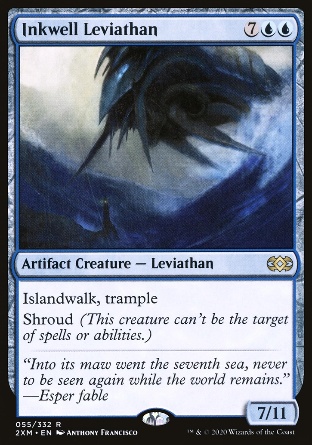 Inkwell Leviathan 7
Artifact Creature — Leviathan
Islandwalk, trample
Shroud (This creature can't be the target
of spells or abilities.)
“Into its maw went the seventh sea, never
to be seen again while the world remains.”
—Esper fable
7/11
055/332 R
2XM • EN Anthony Francisco
™ & © 2020 Wizards of the Coast